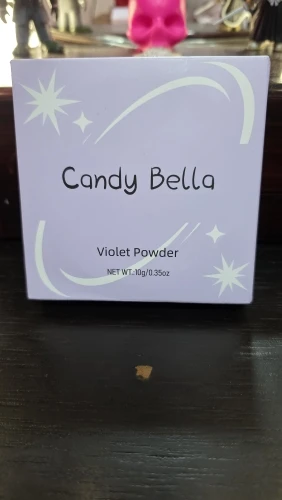 Candy Bella
Violet Powder
NET WT:10g/0.35oz